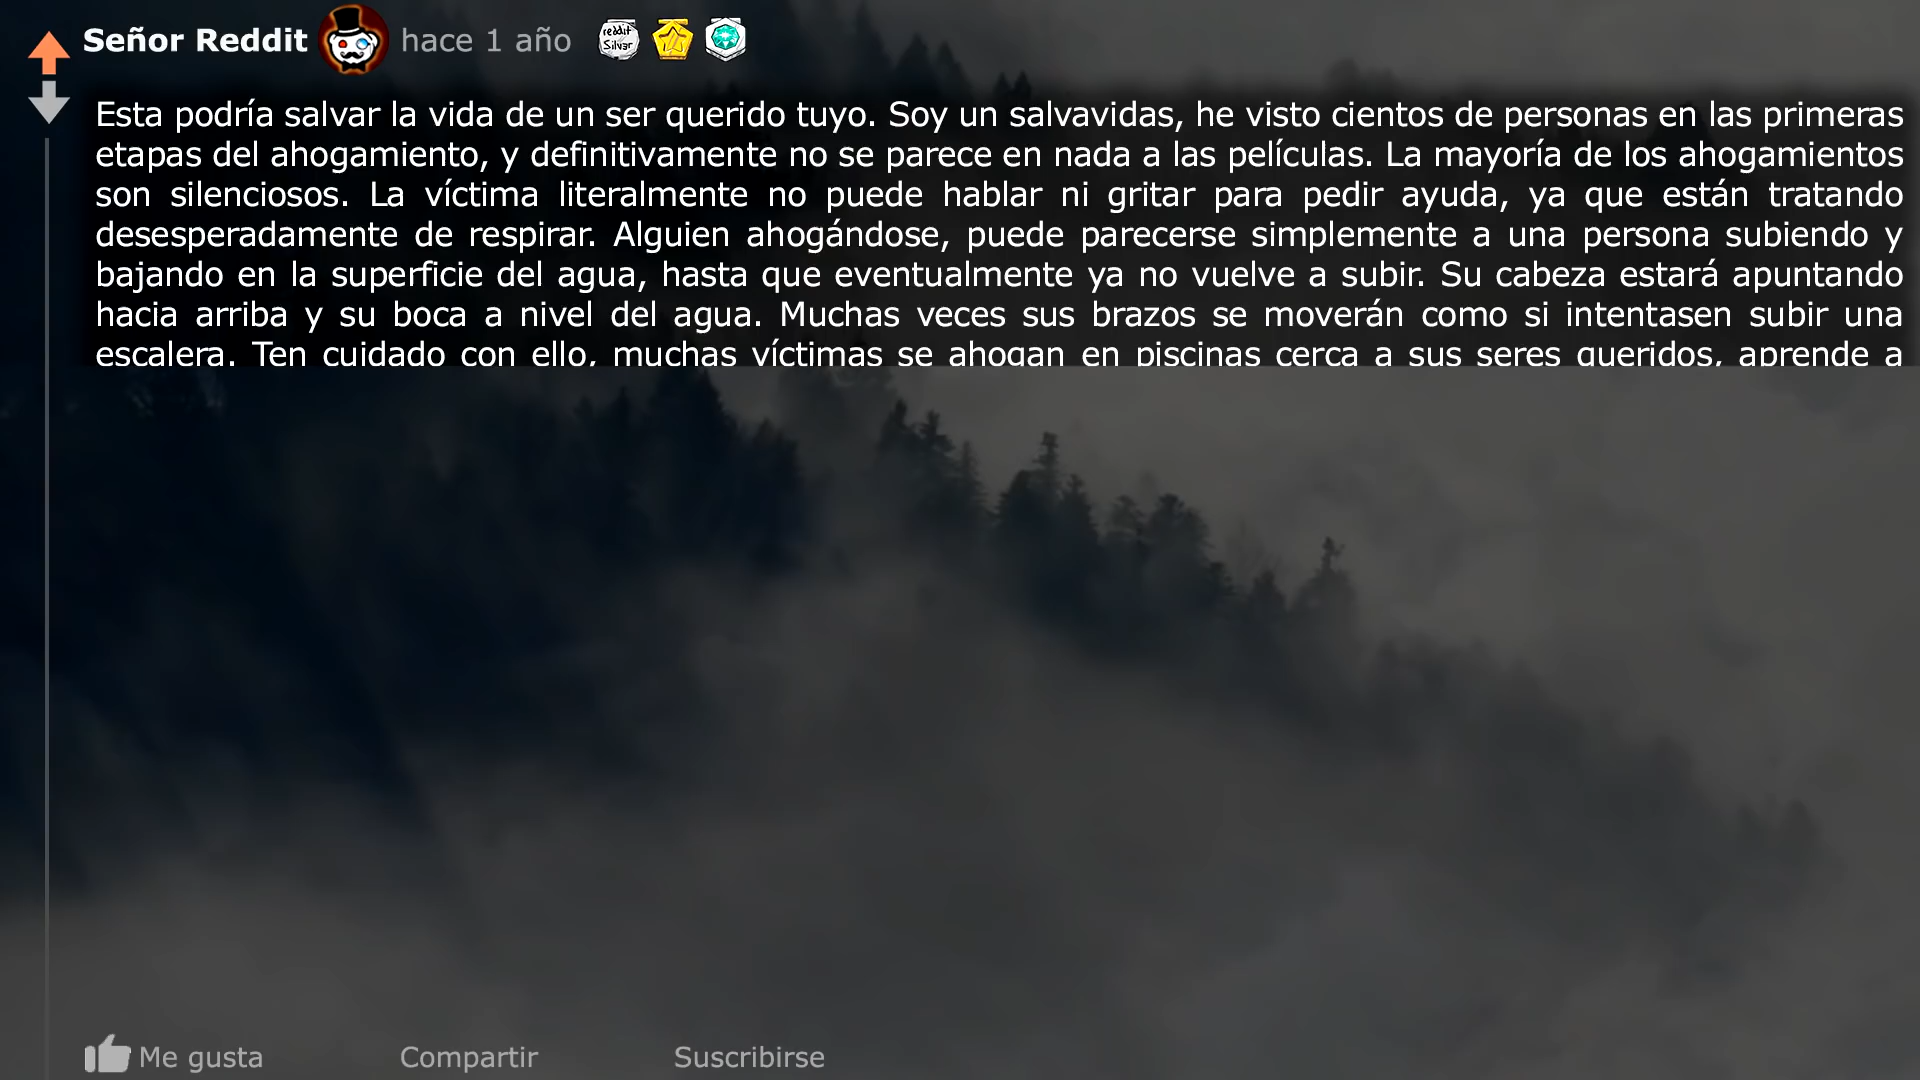 Señor Reddit hace 1 año reddit Silver
Esta podría salvar la vida de un ser querido tuyo. Soy un salvavidas, he visto cientos de personas en las primeras
etapas del ahogamiento, y definitivamente no se parece en nada a las películas. La mayoría de los ahogamientos
son silenciosos. La víctima literalmente no puede hablar ni gritar para pedir ayuda, ya que están tratando
desesperadamente de respirar. Alguien ahogándose, puede parecerse simplemente a una persona subiendo y
bajando en la superficie del agua, hasta que eventualmente ya no vuelve a subir. Su cabeza estará apuntando
hacia arriba y su boca a nivel del agua. Muchas veces sus brazos se moverán como si intentasen subir una
escalera. Ten cuidado con ello, muchas víctimas se ahogan en piscinas cerca a sus seres queridos, aprende a
Me gusta Compartir Suscribirse